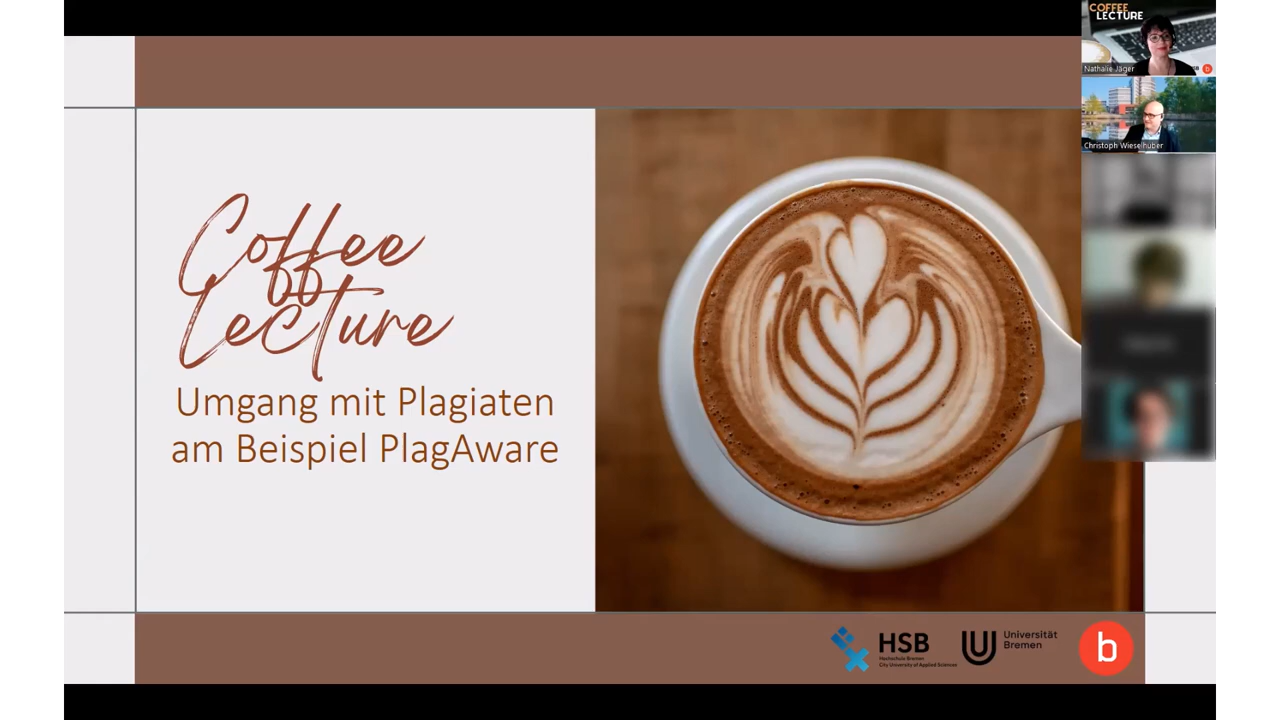 COFFEE
LECTURE
Nathalie Jäger
b
Christoph Wieselhuber
Coffee
Lecture
Umgang mit Plagiaten
am Beispiel PlagAware
HSB
Hochschule Bremen
City University of Applied Sciences
Universität
Bremen
b